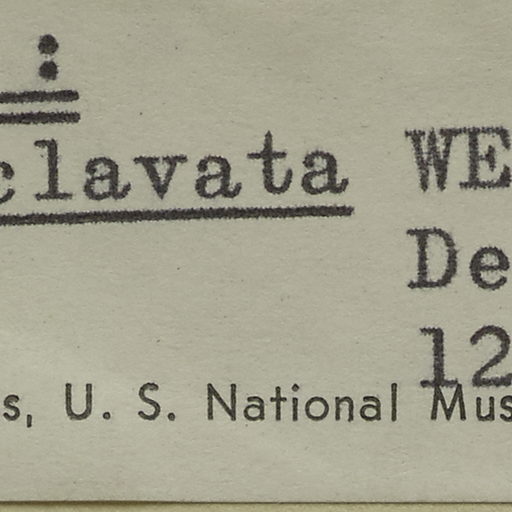 :
clavata WE
De
12
s, U. S. National Mus